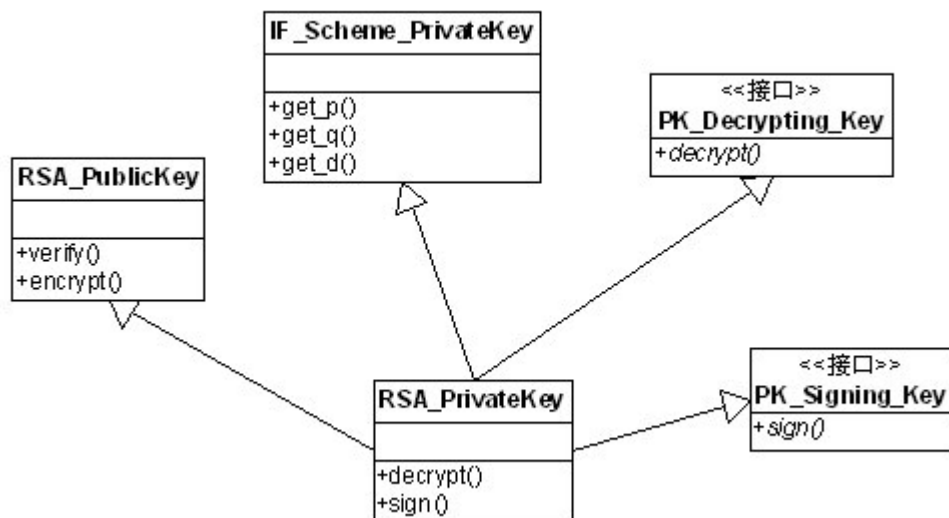 IF_Scheme_PrivateKey
+get_p()
+get_q()
+get_d()
<<接口>>
PK_Decrypting_Key
+decrypt()
RSA_PublicKey
+verify()
+encrypt()
<<接口>>
PK_Signing_Key
+sign()
RSA_PrivateKey
+decrypt()
+sign()